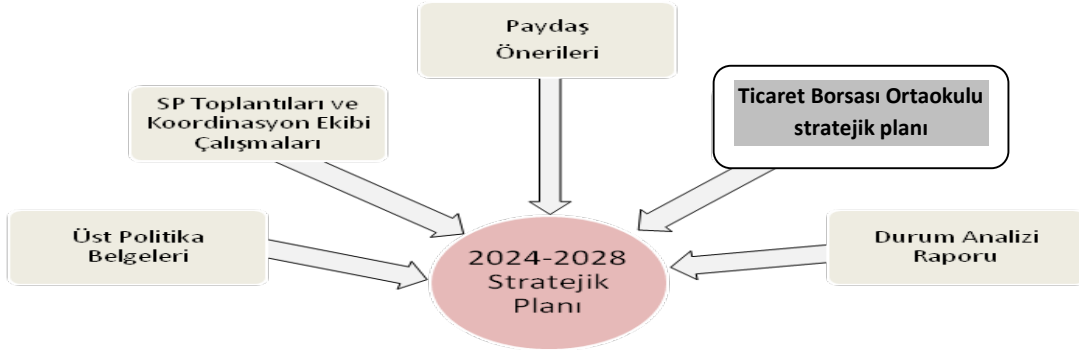 Paydaş
Önerileri
SP Toplantıları ve
Koordinasyon Ekibi
Çalışmaları
Ticaret Borsası Ortaokulu
stratejik planı
Üst Politika
Belgeleri
2024-2028
Stratejik
Planı
Durum Analizi
Raporu